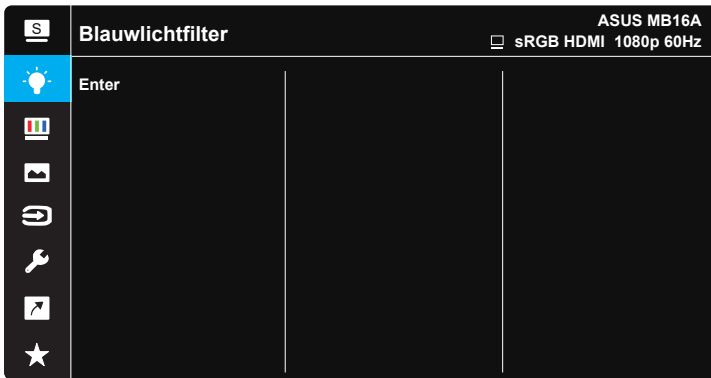 S
Blauwlichtfilter
ASUS MB16A
sRGB HDMI 1080p 60Hz
Enter